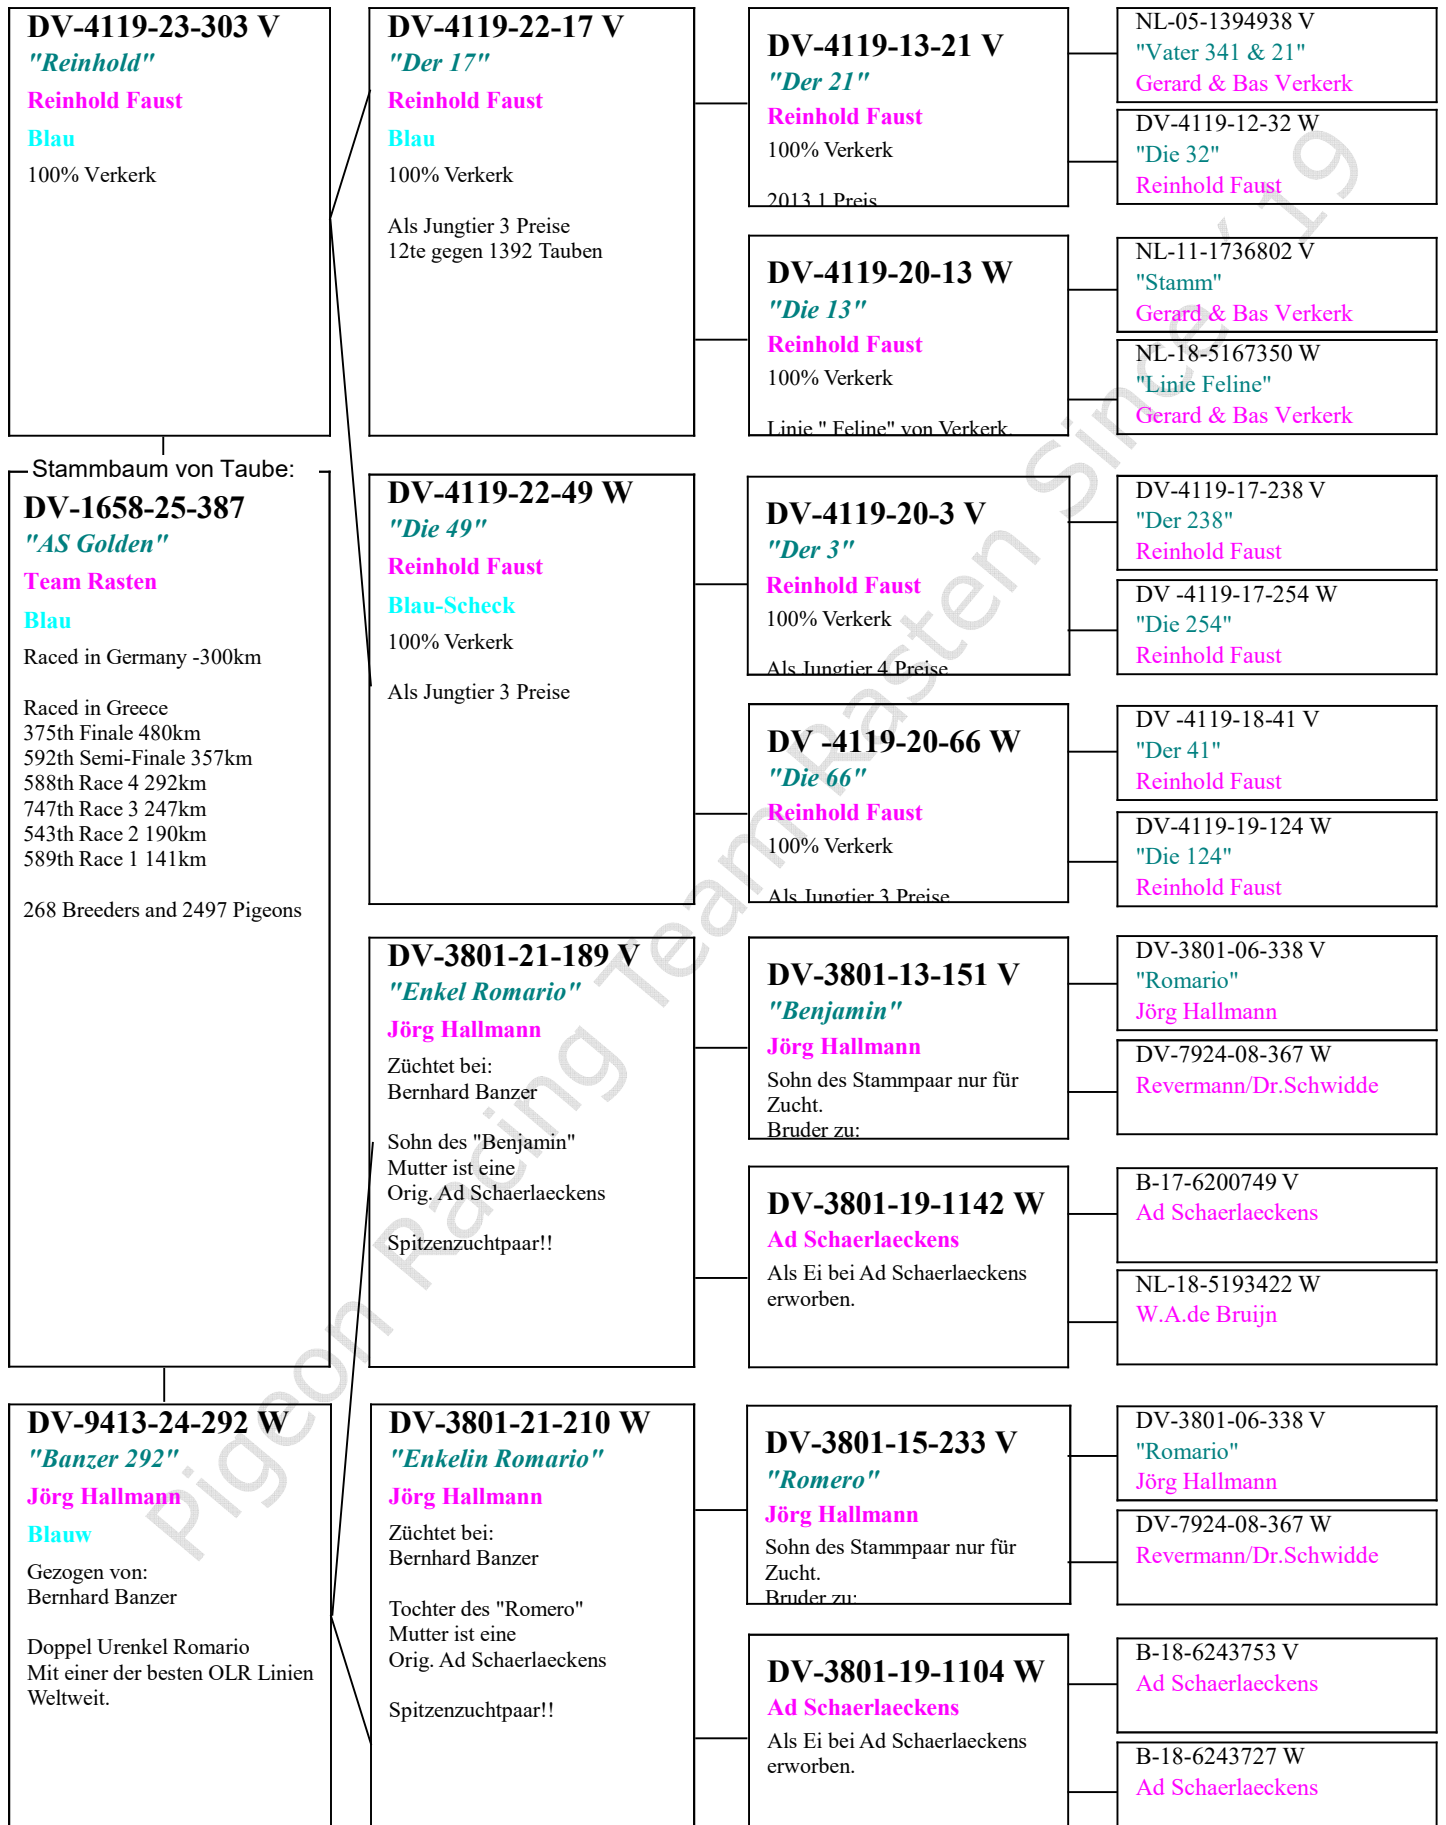 DV-4119-23-303 V
"Reinhold"
Reinhold Faust
Blau
100% Verkerk
Stammbaum von Taube:
DV-1658-25-387
"AS Golden"
Team Rasten
Blau
Raced in Germany -300km
Raced in Greece
375th Finale 480km
592th Semi-Finale 357km
588th Race 4 292km
747th Race 3 247km
543th Race 2 190km
589th Race 1 141km
268 Breeders and 2497 Pigeons
DV-9413-24-292 W
"Banzer 292"
Jörg Hallmann
Blauw
Gezogen von:
Bernhard Banzer
Doppel Urenkel Romario
Mit einer der besten OLR Linien
Weltweit.
DV-4119-22-17 V
"Der 17"
Reinhold Faust
Blau
100% Verkerk
Als Jungtier 3 Preise
12te gegen 1392 Tauben
DV-4119-22-49 W
"Die 49"
Reinhold Faust
Blau-Scheck
100% Verkerk
Als Jungtier 3 Preise
DV-3801-21-189 V
"Enkel Romario"
Jörg Hallmann
Züchtet bei:
Bernhard Banzer
Sohn des "Benjamin"
Mutter ist eine
Orig. Ad Schaerlaeckens
Spitzenzuchtpaar!!
DV-3801-21-210 W
"Enkelin Romario"
Jörg Hallmann
Züchtet bei:
Bernhard Banzer
Tochter des "Romero"
Mutter ist eine
Orig. Ad Schaerlaeckens
Spitzenzuchtpaar!!
DV-4119-13-21 V
"Der 21"
Reinhold Faust
100% Verkerk
2013 1 Preis
DV-4119-20-13 W
"Die 13"
Reinhold Faust
100% Verkerk
Linie " Feline" von Verkerk.
DV-4119-20-3 V
"Der 3"
Reinhold Faust
100% Verkerk
Als Jungtier 4 Preise
DV -4119-20-66 W
"Die 66"
Reinhold Faust
100% Verkerk
Als Jungtier 3 Preise
DV-3801-13-151 V
"Benjamin"
Jörg Hallmann
Sohn des Stammpaar nur für
Zucht.
Bruder zu:
DV-3801-19-1142 W
Ad Schaerlaeckens
Als Ei bei Ad Schaerlaeckens
erworben.
DV-3801-15-233 V
"Romero"
Jörg Hallmann
Sohn des Stammpaar nur für
Zucht.
Bruder zu:
DV-3801-19-1104 W
Ad Schaerlaeckens
Als Ei bei Ad Schaerlaeckens
erworben.
NL-05-1394938 V
"Vater 341 & 21"
Gerard & Bas Verkerk
DV-4119-12-32 W
"Die 32"
Reinhold Faust
NL-11-1736802 V
"Stamm"
Gerard & Bas Verkerk
NL-18-5167350 W
"Linie Feline"
Gerard & Bas Verkerk
DV-4119-17-238 V
"Der 238"
Reinhold Faust
DV -4119-17-254 W
"Die 254"
Reinhold Faust
DV -4119-18-41 V
"Der 41"
Reinhold Faust
DV-4119-19-124 W
"Die 124"
Reinhold Faust
DV-3801-06-338 V
"Romario"
Jörg Hallmann
DV-7924-08-367 W
Revermann/Dr.Schwidde
B-17-6200749 V
Ad Schaerlaeckens
NL-18-5193422 W
W.A.de Bruijn
DV-3801-06-338 V
"Romario"
Jörg Hallmann
DV-7924-08-367 W
Revermann/Dr.Schwidde
B-18-6243753 V
Ad Schaerlaeckens
B-18-6243727 W
Ad Schaerlaeckens
Pigeon Racing Team Rasten Since ´19